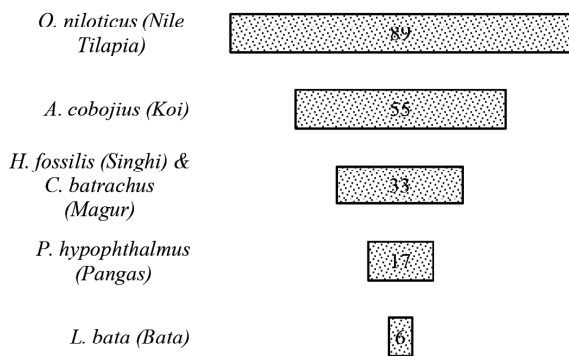 O. niloticus (Nile
Tilapia)
89
A. cobojius (Koi)
55
H. fossilis (Singhi) &
C. batrachus
(Magur)
33
P. hypophthalmus
(Pangas)
17
L. bata (Bata)
6